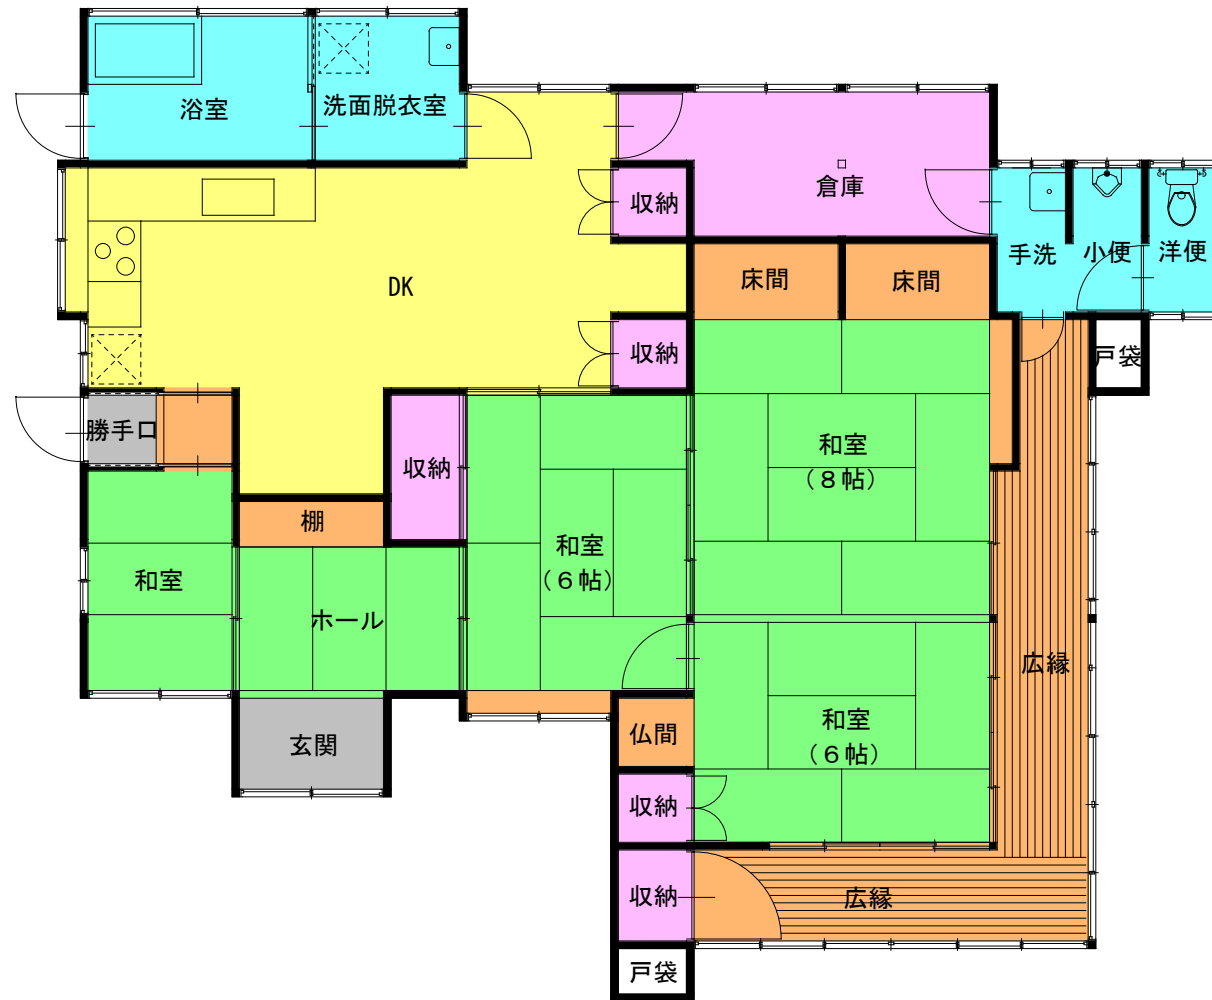 浴室
洗面脱衣室
倉庫
収納
手洗
小便
洋便
DK
床間
床間
収納
戸袋
勝手口
収納
和室
(8帖)
棚
和室
和室
(6帖)
ホール
広縁
仏間
和室
(6帖)
玄関
収納
収納
広縁
戸袋